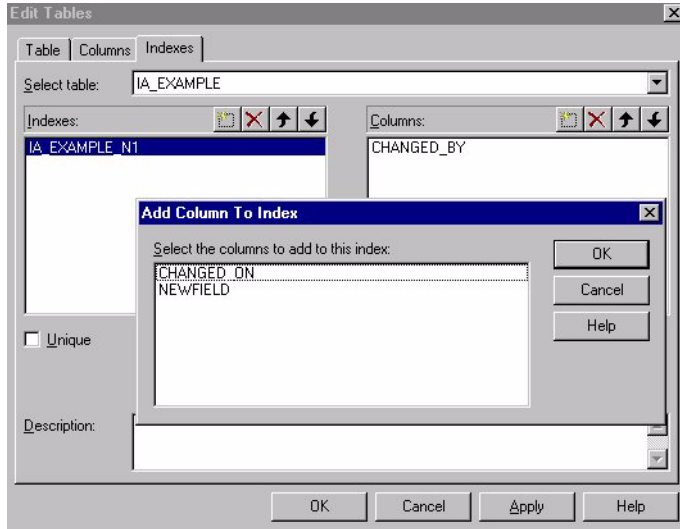 Edit Tables
Table Columns Indexes
Select table: IA_EXAMPLE
Indexes: Columns:
IA_EXAMPLE_N1 CHANGED_BY
Add Column To Index
Select the columns to add to this index: OK
CHANGED_ON
NEWFIELD
Cancel
Help
Unique
Description:
OK Cancel Apply Help